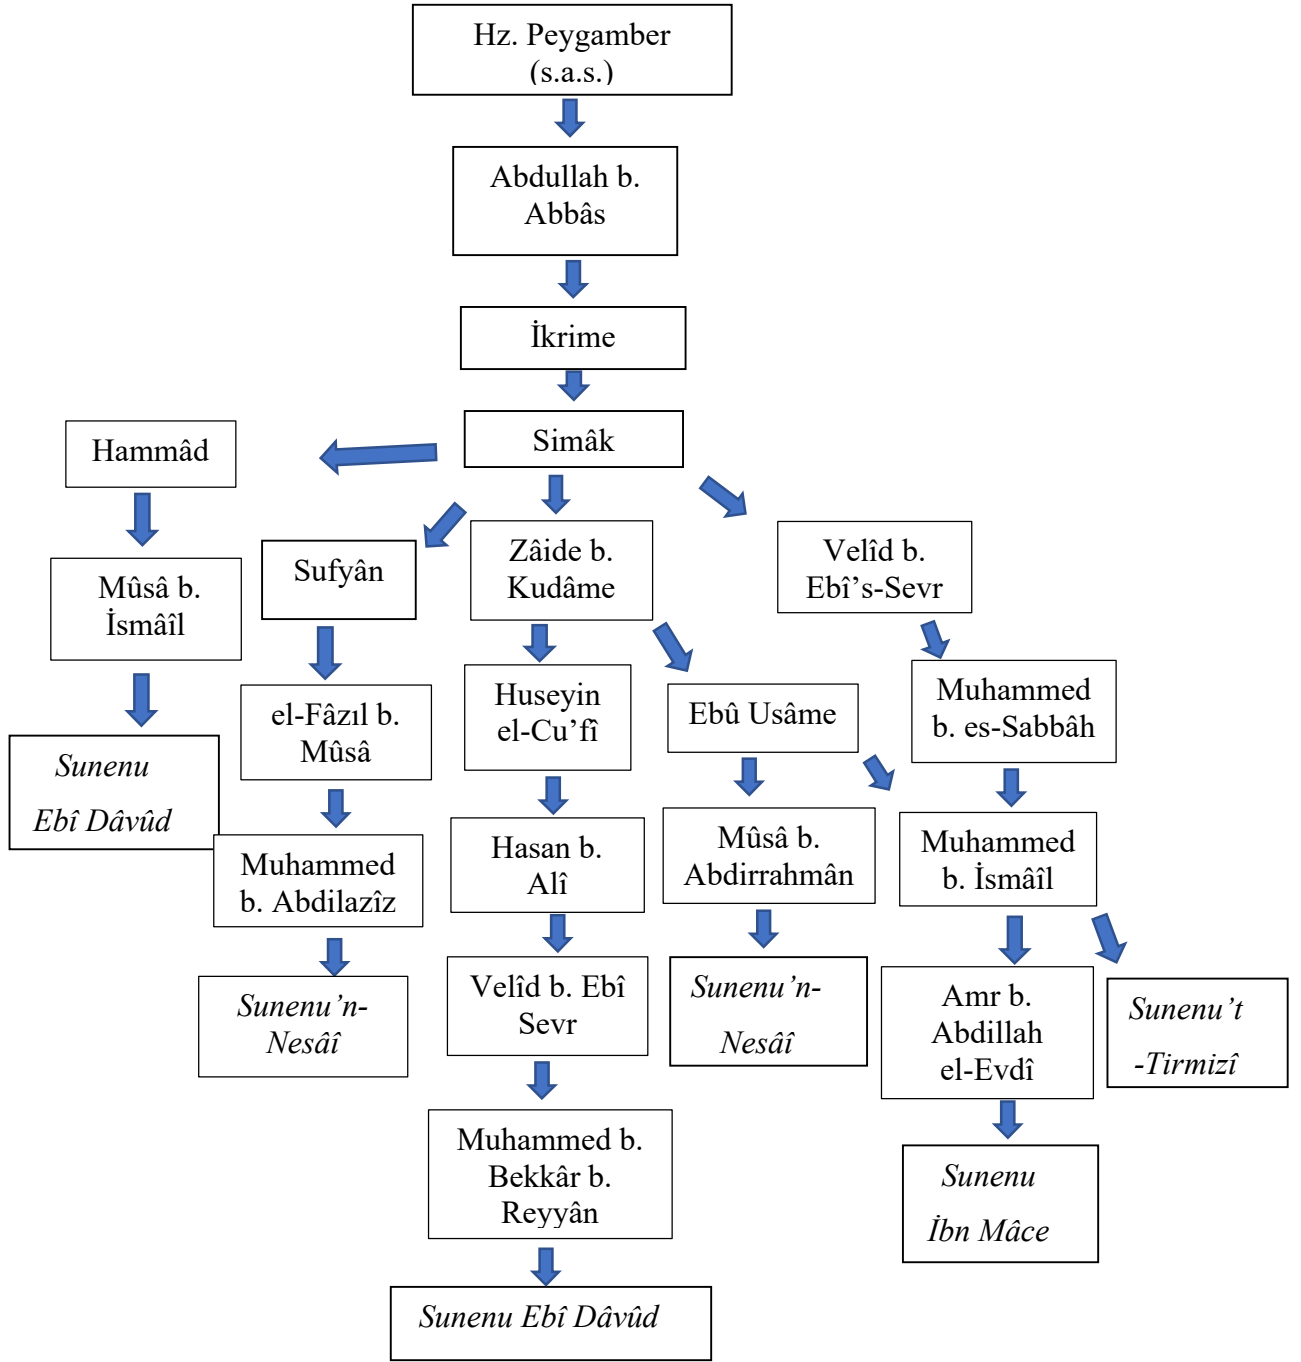 Hz. Peygamber
(s.a.s.)
Abdullah b.
Abbâs
İkrime
Simâk
Hammâd
Mûsâ b.
İsmâîl
Sunenu
Ebî Dâvûd
Sufyân
el-Fâzıl b.
Mûsâ
Muhammed
b. Abdilazîz
Sunenu’n-
Nesâî
Zâide b.
Kudâme
Huseyin
el-Cu’fî
Hasan b.
Alî
Velîd b. Ebî
Sevr
Muhammed b.
Bekkâr b.
Reyyân
Sunenu Ebî Dâvûd
Ebû Usâme
Mûsâ b.
Abdirrahmân
Sunenu’n-
Nesâî
Velîd b.
Ebî’s-Sevr
Muhammed
b. es-Sabbâh
Muhammed
b. İsmâîl
Amr b.
Abdillah
el-Evdî
Sunenu
İbn Mâce
Sunenu’t
-Tirmizî